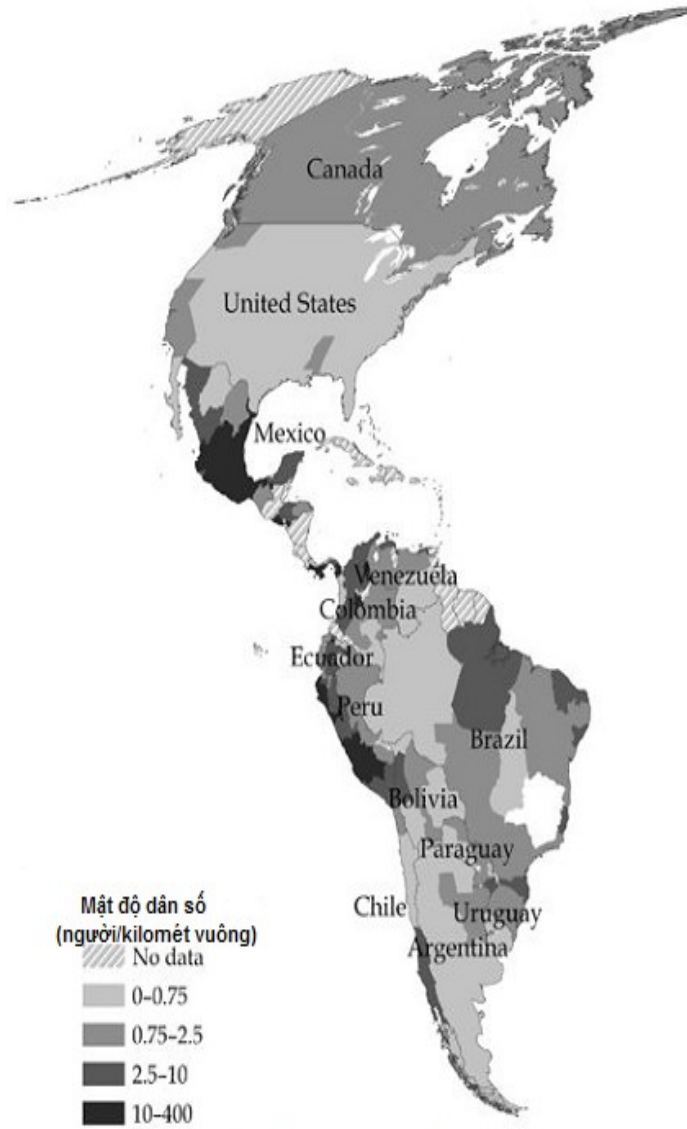 Canada
United States
Mexico
Venezuela
Colombia
Ecuador
Peru
Brazil
Bolivia
Paraguay
Chile
Uruguay
Argentina
Mật độ dân số
(người/kilomét vuông)
No data
0–0.75
0.75–2.5
2.5–10
10–400